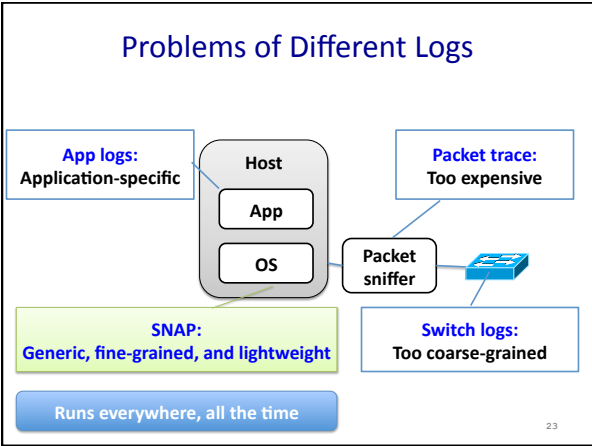 Problems of Different Logs
App logs:
Application-specific
Host
App
OS
Packet trace:
Too expensive
Packet
sniffer
SNAP:
Generic, fine-grained, and lightweight
Switch logs:
Too coarse-grained
Runs everywhere, all the time
23